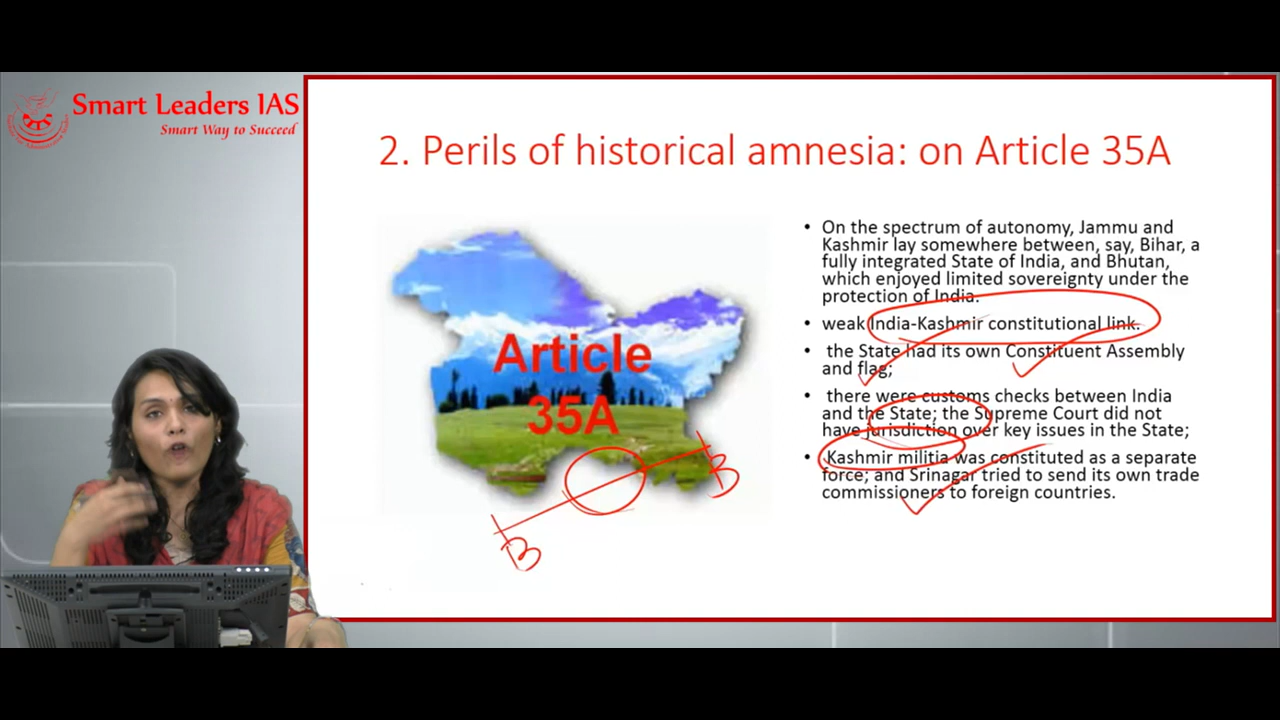 Smart Leaders IAS
Smart Way to Succeed
2. Perils of historical amnesia: on Article 35A
Article
35A
B
B
• On the spectrum of autonomy, Jammu and
Kashmir lay somewhere between, say, Bihar, a
fully integrated State of India, and Bhutan,
which enjoyed limited sovereignty under the
protection of India.
• weak India-Kashmir constitutional link.
• the State had its own Constituent Assembly
and flag;
• there were customs checks between India
and the State; the Supreme Court did not
have jurisdiction over key issues in the State;
• Kashmir militia was constituted as a separate
force; and Srinagar tried to send its own trade
commissioners to foreign countries.